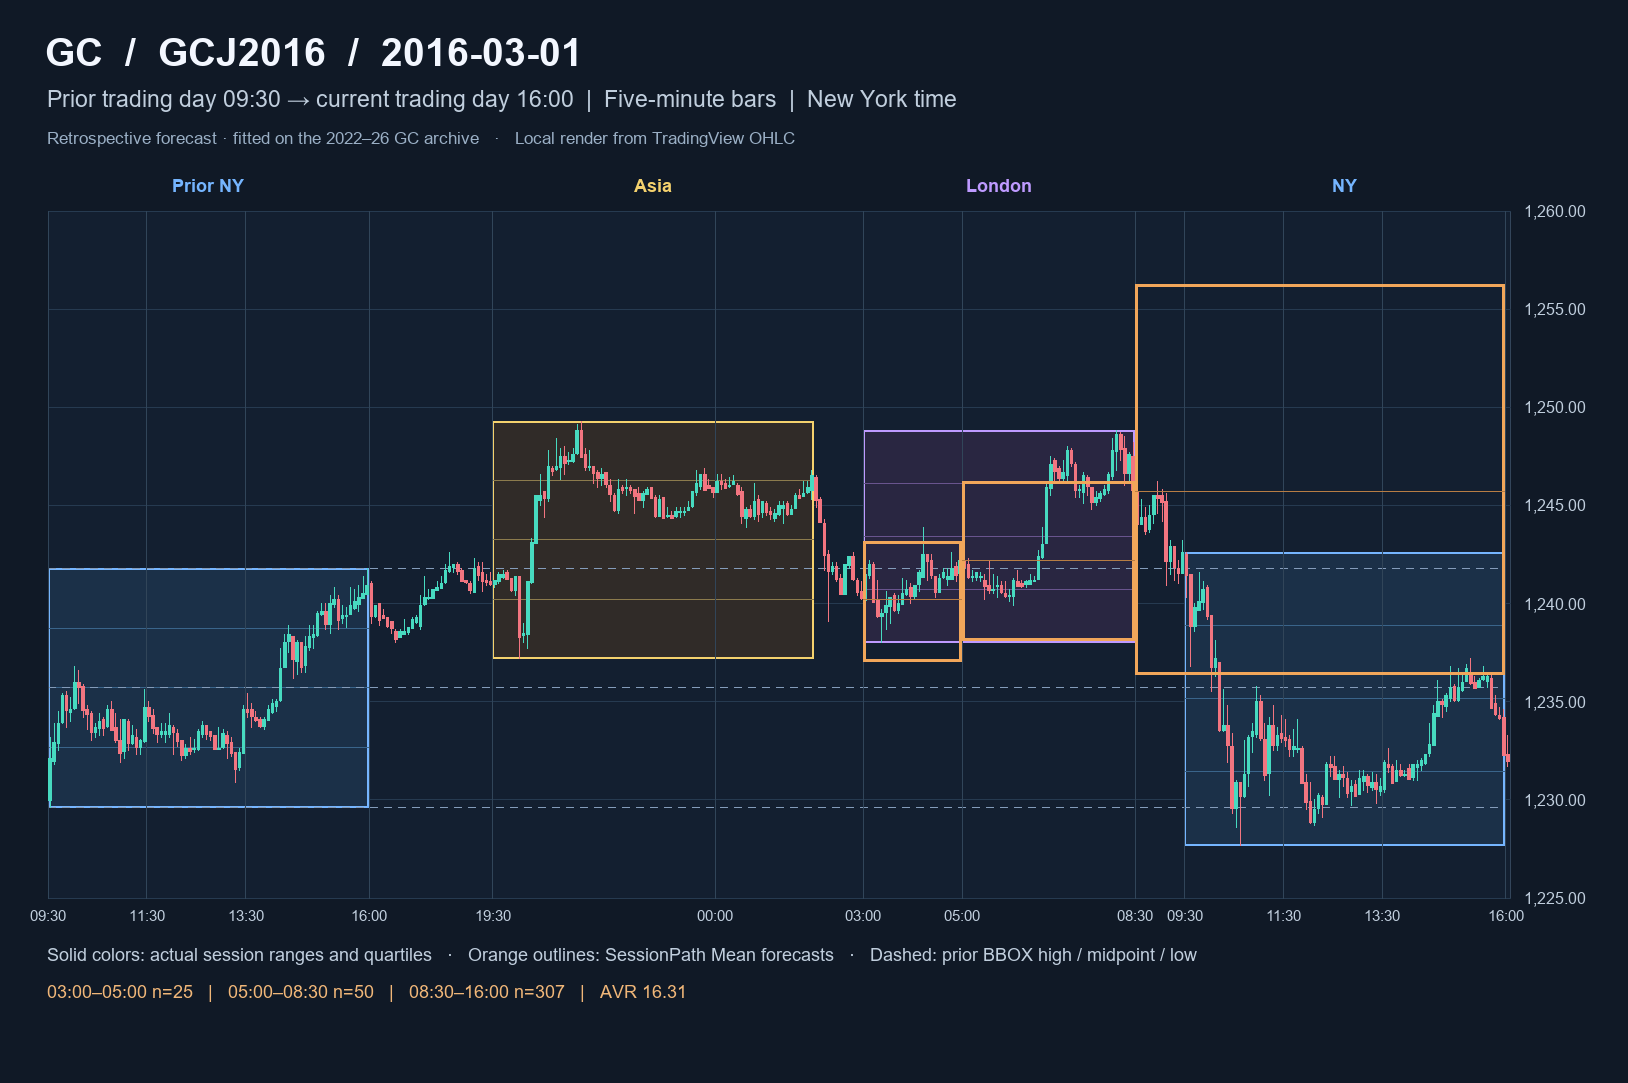 GC / GCJ2016 / 2016-03-01
Prior trading day 09:30 → current trading day 16:00 | Five-minute bars | New York time
Retrospective forecast · fitted on the 2022–26 GC archive · Local render from TradingView OHLC
Prior NY Asia London NY
1,260.00
1,255.00
1,250.00
1,245.00
1,240.00
1,235.00
1,230.00
1,225.00
09:30 11:30 13:30 16:00 19:30 00:00 03:00 05:00 08:30 09:30 11:30 13:30 16:00
Solid colors: actual session ranges and quartiles · Orange outlines: SessionPath Mean forecasts · Dashed: prior BBOX high / midpoint / low
03:00–05:00 n=25 | 05:00–08:30 n=50 | 08:30–16:00 n=307 | AVR 16.31